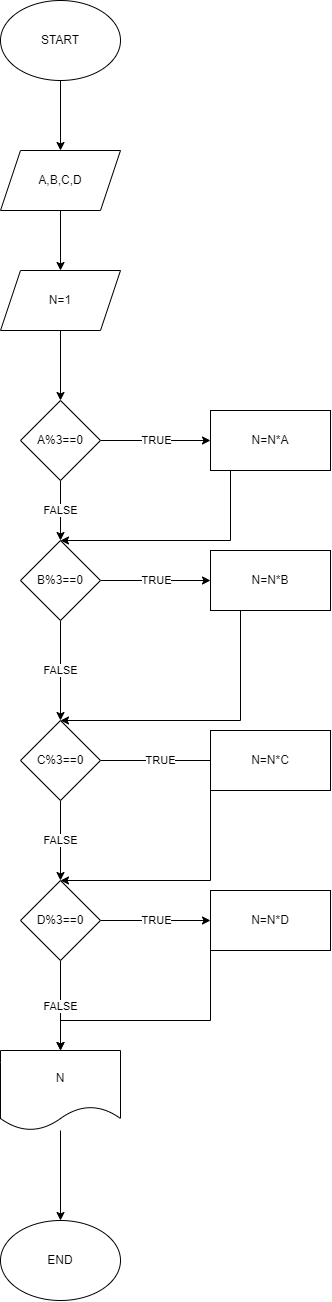 START
A,B,C,D
N=1
A%3==0
TRUE
N=N*A
FALSE
B%3==0
TRUE
N=N*B
FALSE
C%3==0
TRUE
N=N*C
FALSE
D%3==0
TRUE
N=N*D
FALSE
N
END